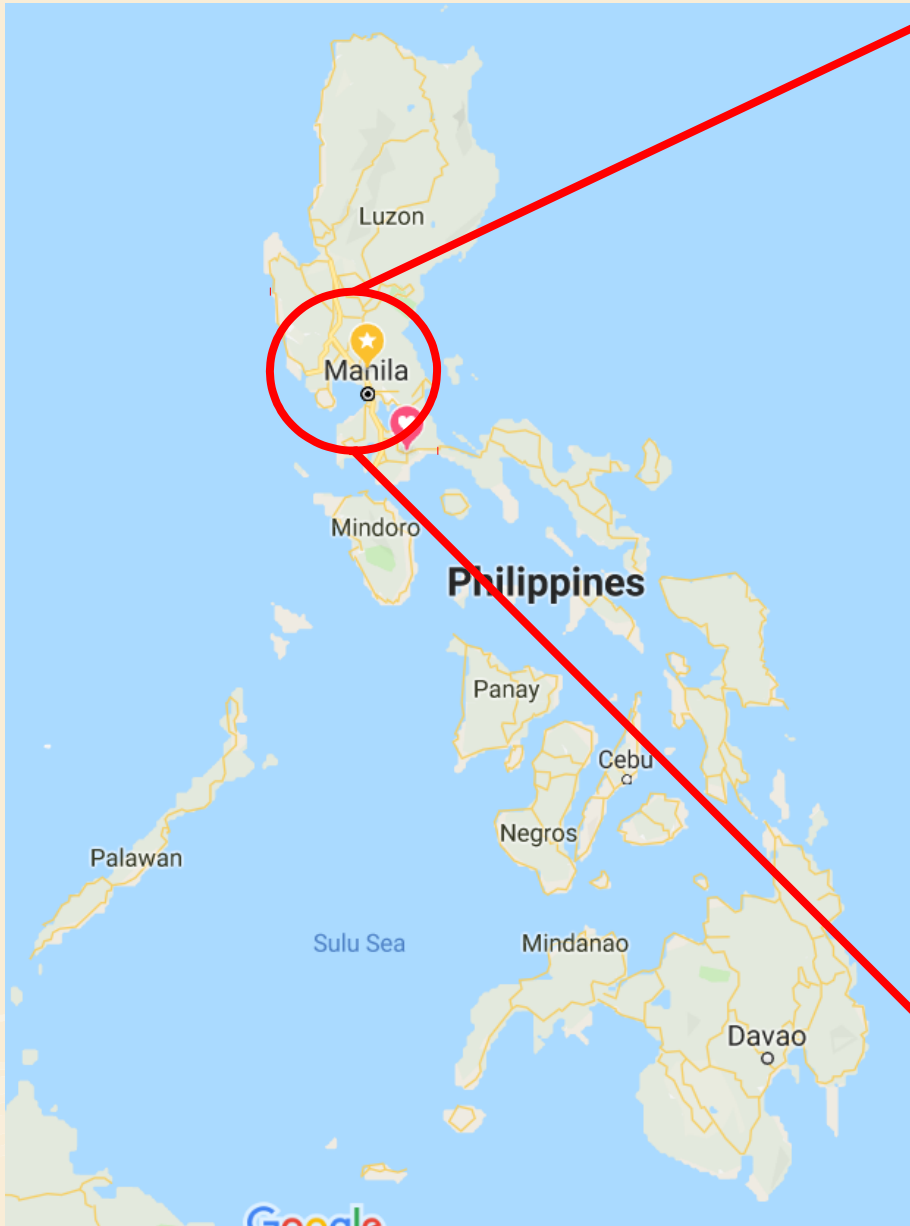 Luzon
Manila
Mindoro
Philippines
Panay
Cebu
Negros
Palawan
Sulu Sea
Mindanao
Davao
Google